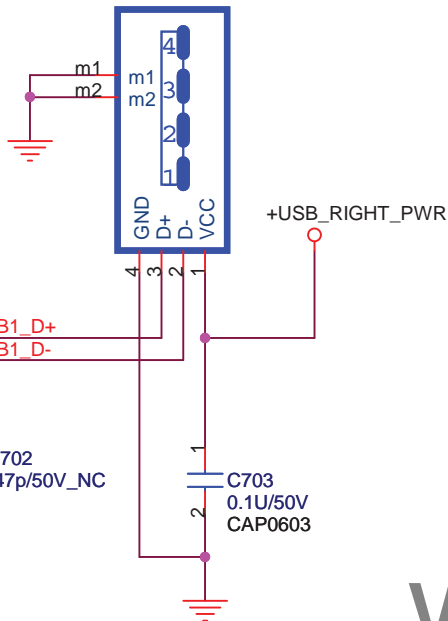 4
3
2
1
m1
m2
m1
m2
GND
D+
D-
VCC
4
3
2
1
+USB_RIGHT_PWR
B1_D+
B1_D-
702
47p/50V_NC
1
2
C703
0.1U/50V
CAP0603